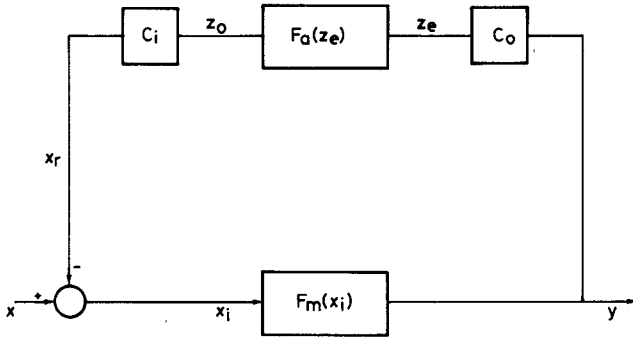 Ci zo Fa(ze) ze Co
xr
-
x + xi Fm(xi) y